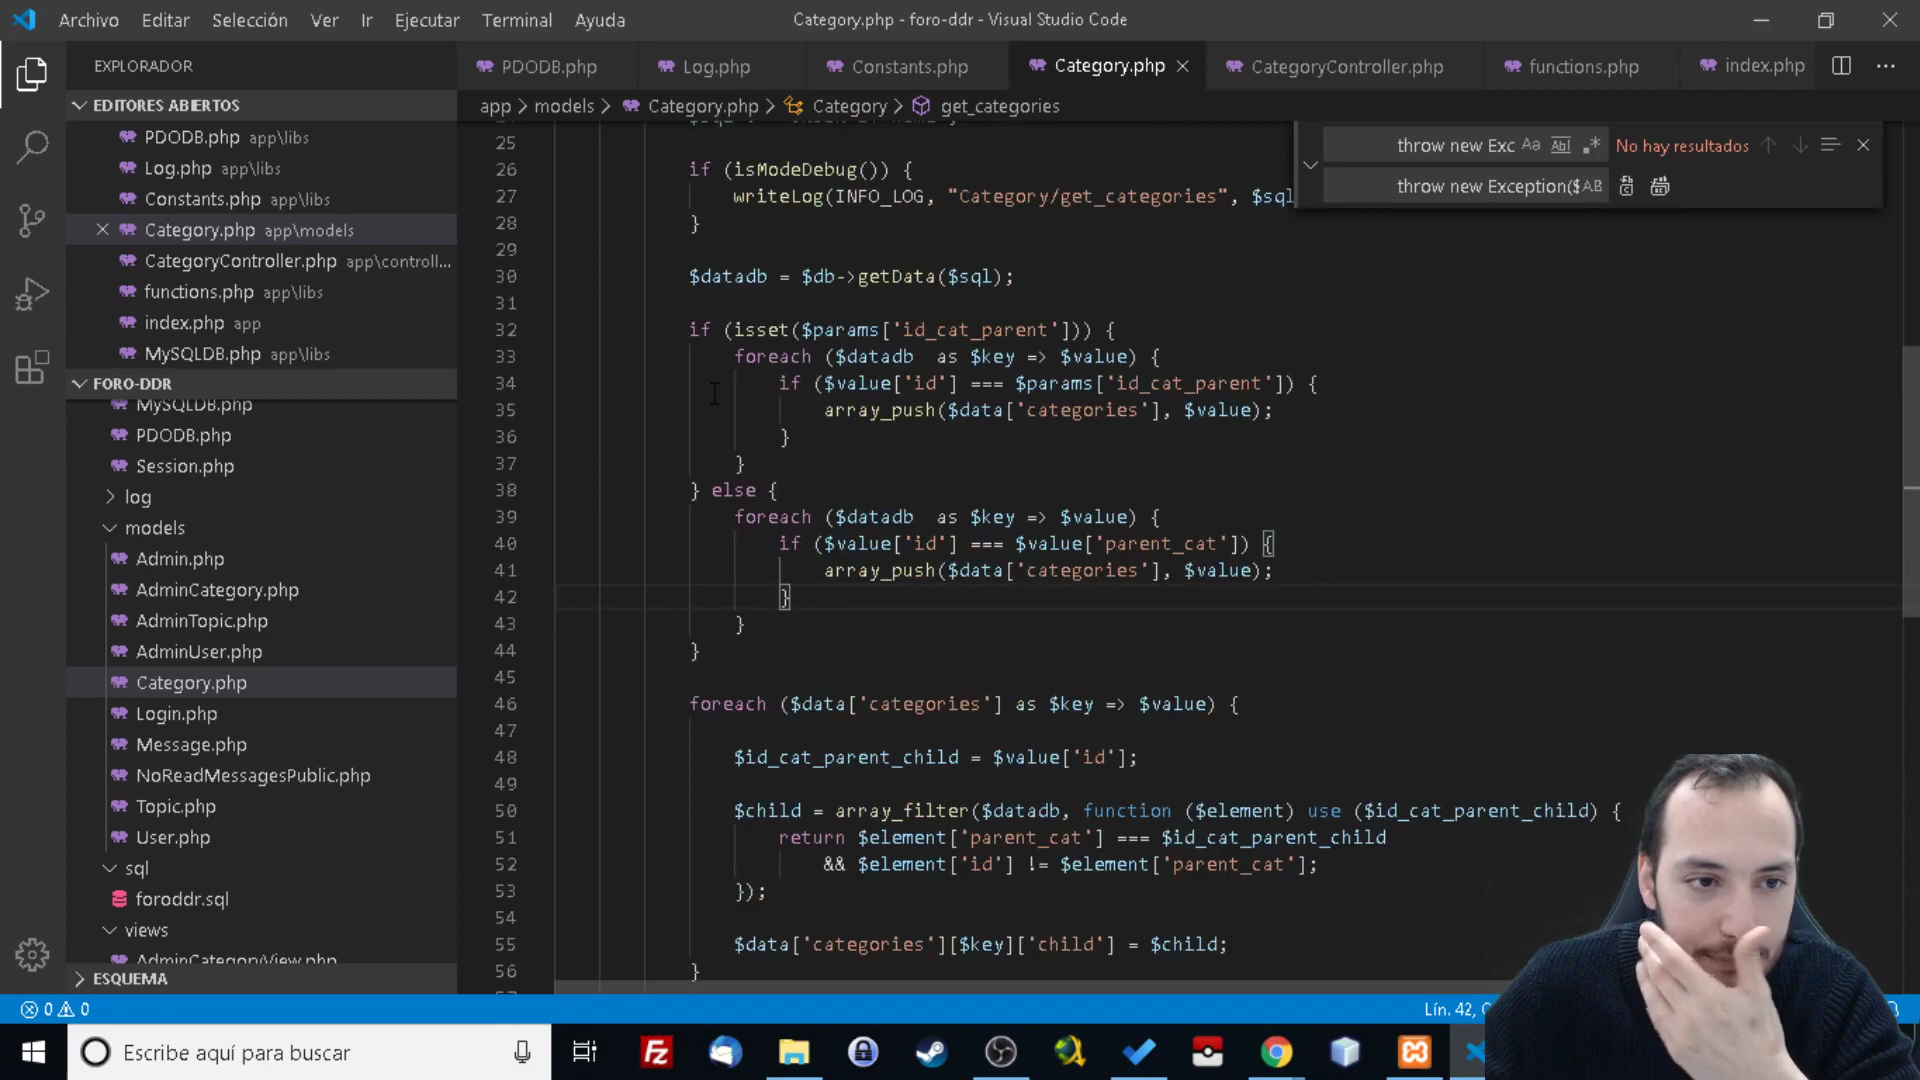 Archivo Editar Selección Ver Ir Ejecutar Terminal Ayuda
Category.php - foro-ddr - Visual Studio Code
EXPLORADOR
PDODB.php Log.php Constants.php Category.php CategoryController.php functions.php index.php
EDITORES ABIERTOS
PDODB.php app\libs
Log.php app\libs
Constants.php app\libs
Category.php app\models
CategoryController.php app\controll...
functions.php app\libs
index.php app
MySQLDB.php app\libs
FORO-DDR
MySQLDB.php
PDODB.php
Session.php
log
models
Admin.php
AdminCategory.php
AdminTopic.php
AdminUser.php
Category.php
Login.php
Message.php
NoReadMessagesPublic.php
Topic.php
User.php
sql
foroddr.sql
views
AdminCategoryView.php
ESQUEMA
app > models > Category.php > Category > get_categories
throw new Exc Aa Abl .* No hay resultados
throw new Exception($ AB
25
26 if (isModeDebug()) {
27 writeLog(INFO_LOG, "Category/get_categories", $sql
28 }
29
30 $datadb = $db->getData($sql);
31
32 if (isset($params['id_cat_parent'])) {
33 foreach ($datadb  as $key => $value) {
34 if ($value['id'] === $params['id_cat_parent']) {
35 array_push($data['categories'], $value);
36 }
37 }
38 } else {
39 foreach ($datadb  as $key => $value) {
40 if ($value['id'] === $value['parent_cat']) {
41 array_push($data['categories'], $value);
42 }
43 }
44 }
45
46 foreach ($data['categories'] as $key => $value) {
47
48 $id_cat_parent_child = $value['id'];
49
50 $child = array_filter($datadb, function ($element) use ($id_cat_parent_child) {
51 return $element['parent_cat'] === $id_cat_parent_child
52 && $element['id'] != $element['parent_cat'];
53 });
54
55 $data['categories'][$key]['child'] = $child;
56 }
0 0
Lín. 42,
Escribe aquí para buscar